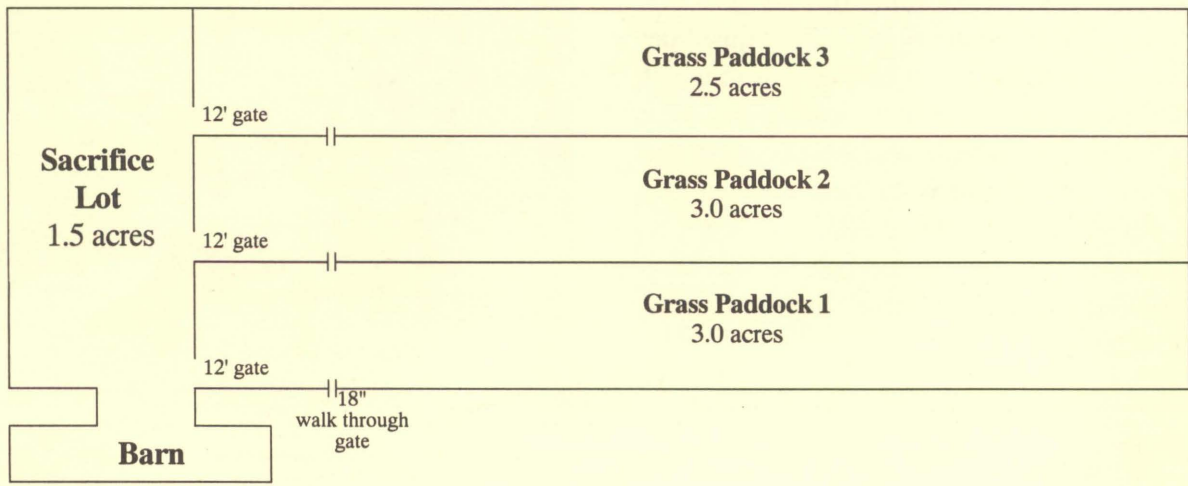 Grass Paddock 3
2.5 acres
12' gate
Sacrifice
Lot
1.5 acres
Grass Paddock 2
3.0 acres
12' gate
Grass Paddock 1
3.0 acres
12' gate
18"
walk through
gate
Barn